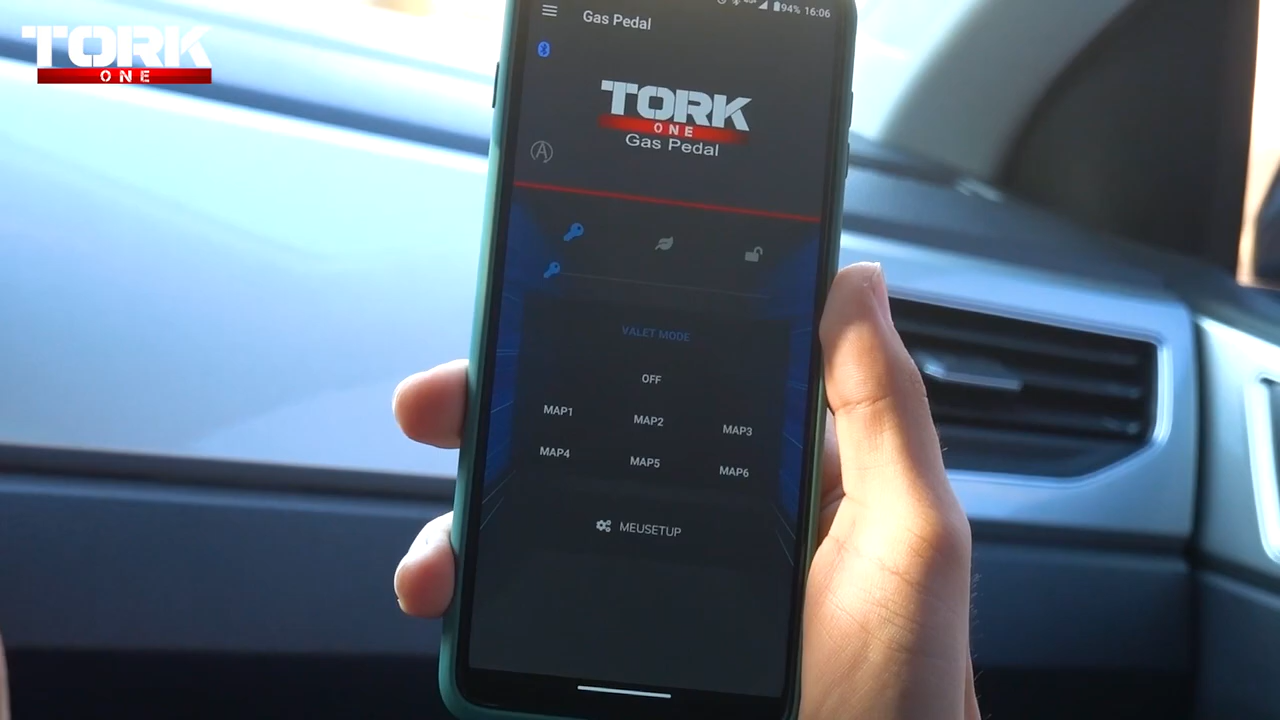 TORK
ONE
94% 16:06
Gas Pedal
TORK
ONE
Gas Pedal
VALET MODE
OFF
MAP1 MAP2 MAP3
MAP4 MAP5 MAP6
MEUSETUP